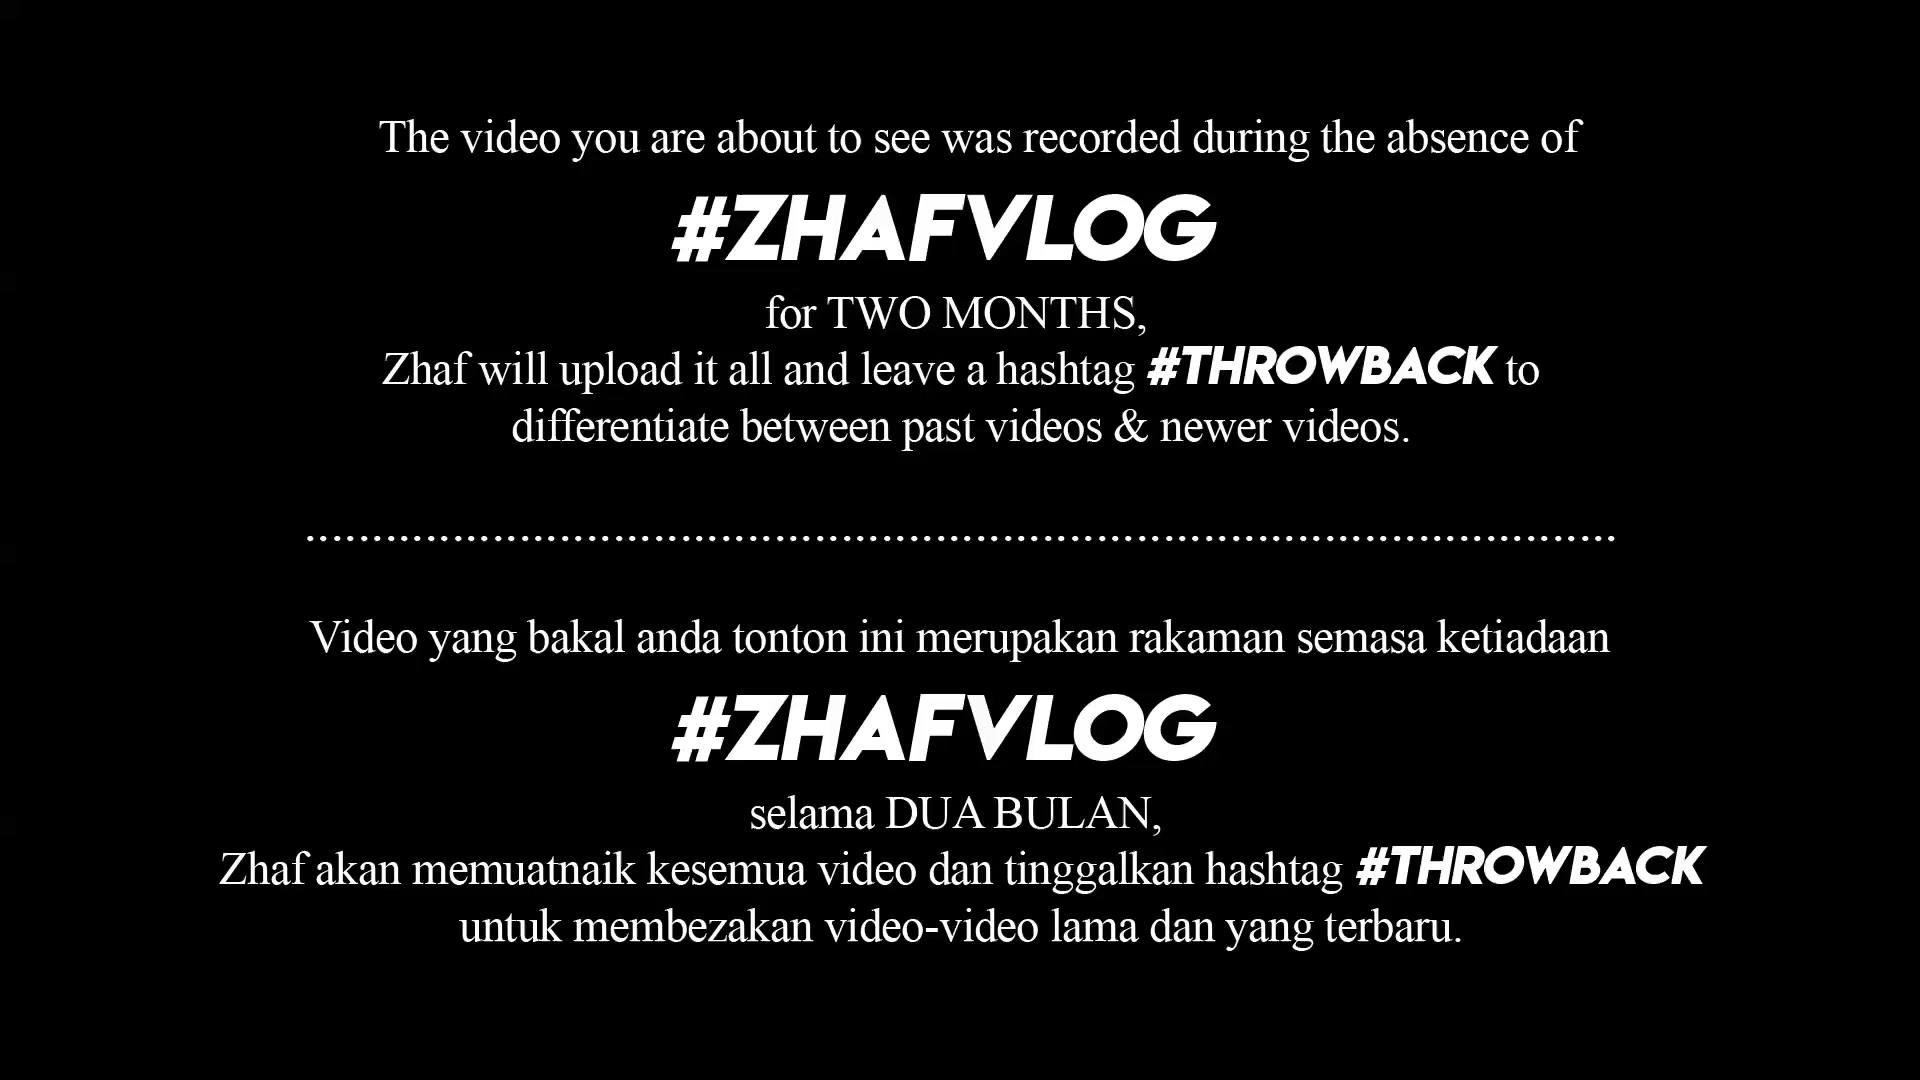 The video you are about to see was recorded during the absence of
#ZHAFVLOG
for TWO MONTHS,
Zhaf will upload it all and leave a hashtag #THROWBACK to
differentiate between past videos & newer videos.
Video yang bakal anda tonton ini merupakan rakaman semasa ketiadaan
#ZHAFVLOG
selama DUA BULAN,
Zhaf akan memuatnaik kesemua video dan tinggalkan hashtag #THROWBACK
untuk membezakan video-video lama dan yang terbaru.